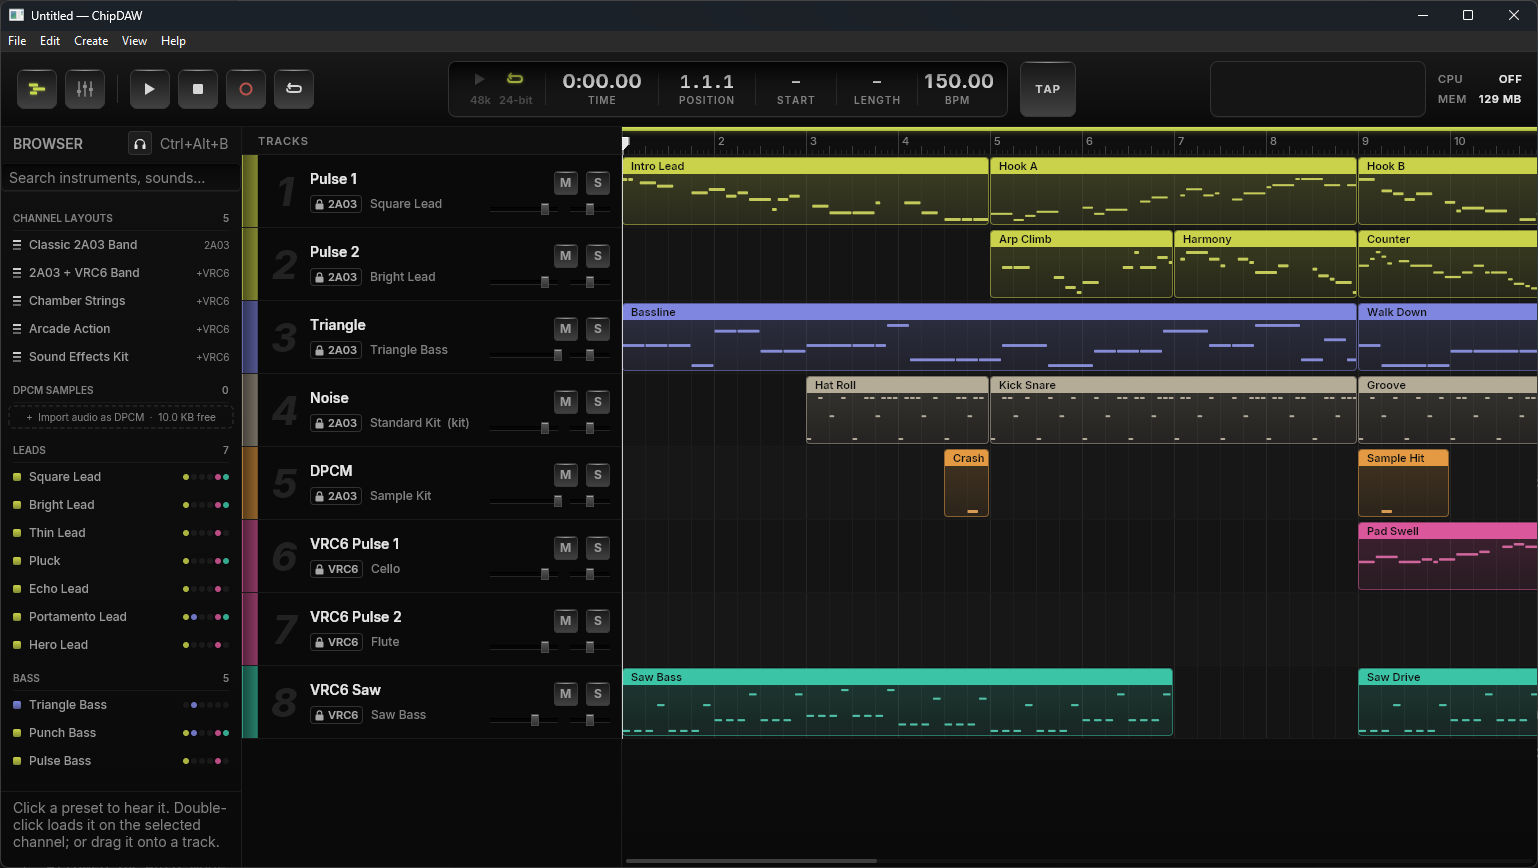 Untitled — ChipDAW
File Edit Create View Help
48k 24-bit
0:00.00
TIME
1.1.1
POSITION
–
START
–
LENGTH
150.00
BPM
TAP
CPU OFF
MEM 129 MB
BROWSER Ctrl+Alt+B
Search instruments, sounds...
CHANNEL LAYOUTS 5
Classic 2A03 Band 2A03
2A03 + VRC6 Band +VRC6
Chamber Strings +VRC6
Arcade Action +VRC6
Sound Effects Kit +VRC6
DPCM SAMPLES 0
+ Import audio as DPCM · 10.0 KB free
LEADS 7
Square Lead
Bright Lead
Thin Lead
Pluck
Echo Lead
Portamento Lead
Hero Lead
BASS 5
Triangle Bass
Punch Bass
Pulse Bass
Click a preset to hear it. Double-
click loads it on the selected
channel; or drag it onto a track.
TRACKS
1 Pulse 1 M S
2A03 Square Lead
2 Pulse 2 M S
2A03 Bright Lead
3 Triangle M S
2A03 Triangle Bass
4 Noise M S
2A03 Standard Kit (kit)
5 DPCM M S
2A03 Sample Kit
6 VRC6 Pulse 1 M S
VRC6 Cello
7 VRC6 Pulse 2 M S
VRC6 Flute
8 VRC6 Saw M S
VRC6 Saw Bass
2 3 4 5 6 7 8 9 10
Intro Lead Hook A Hook B
Arp Climb Harmony Counter
Bassline Walk Down
Hat Roll Kick Snare Groove
Crash Sample Hit
Pad Swell
Saw Bass Saw Drive